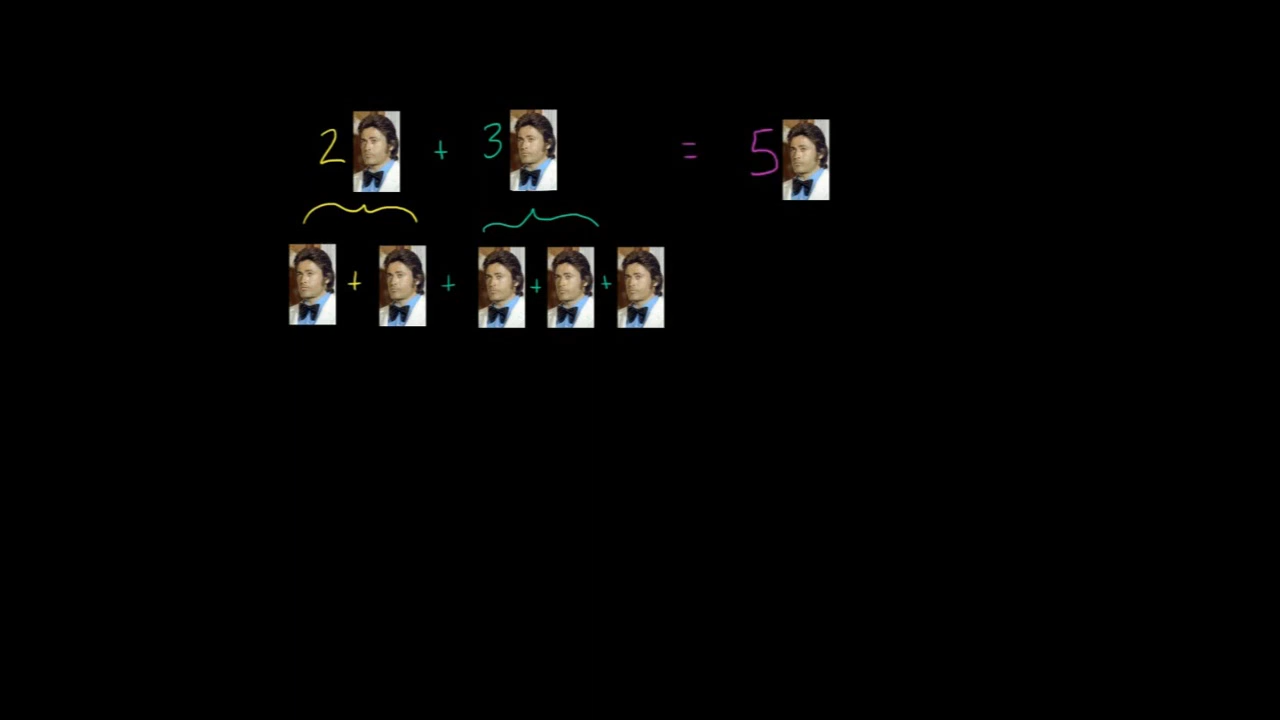 2 + 3 = 5
+ + + +